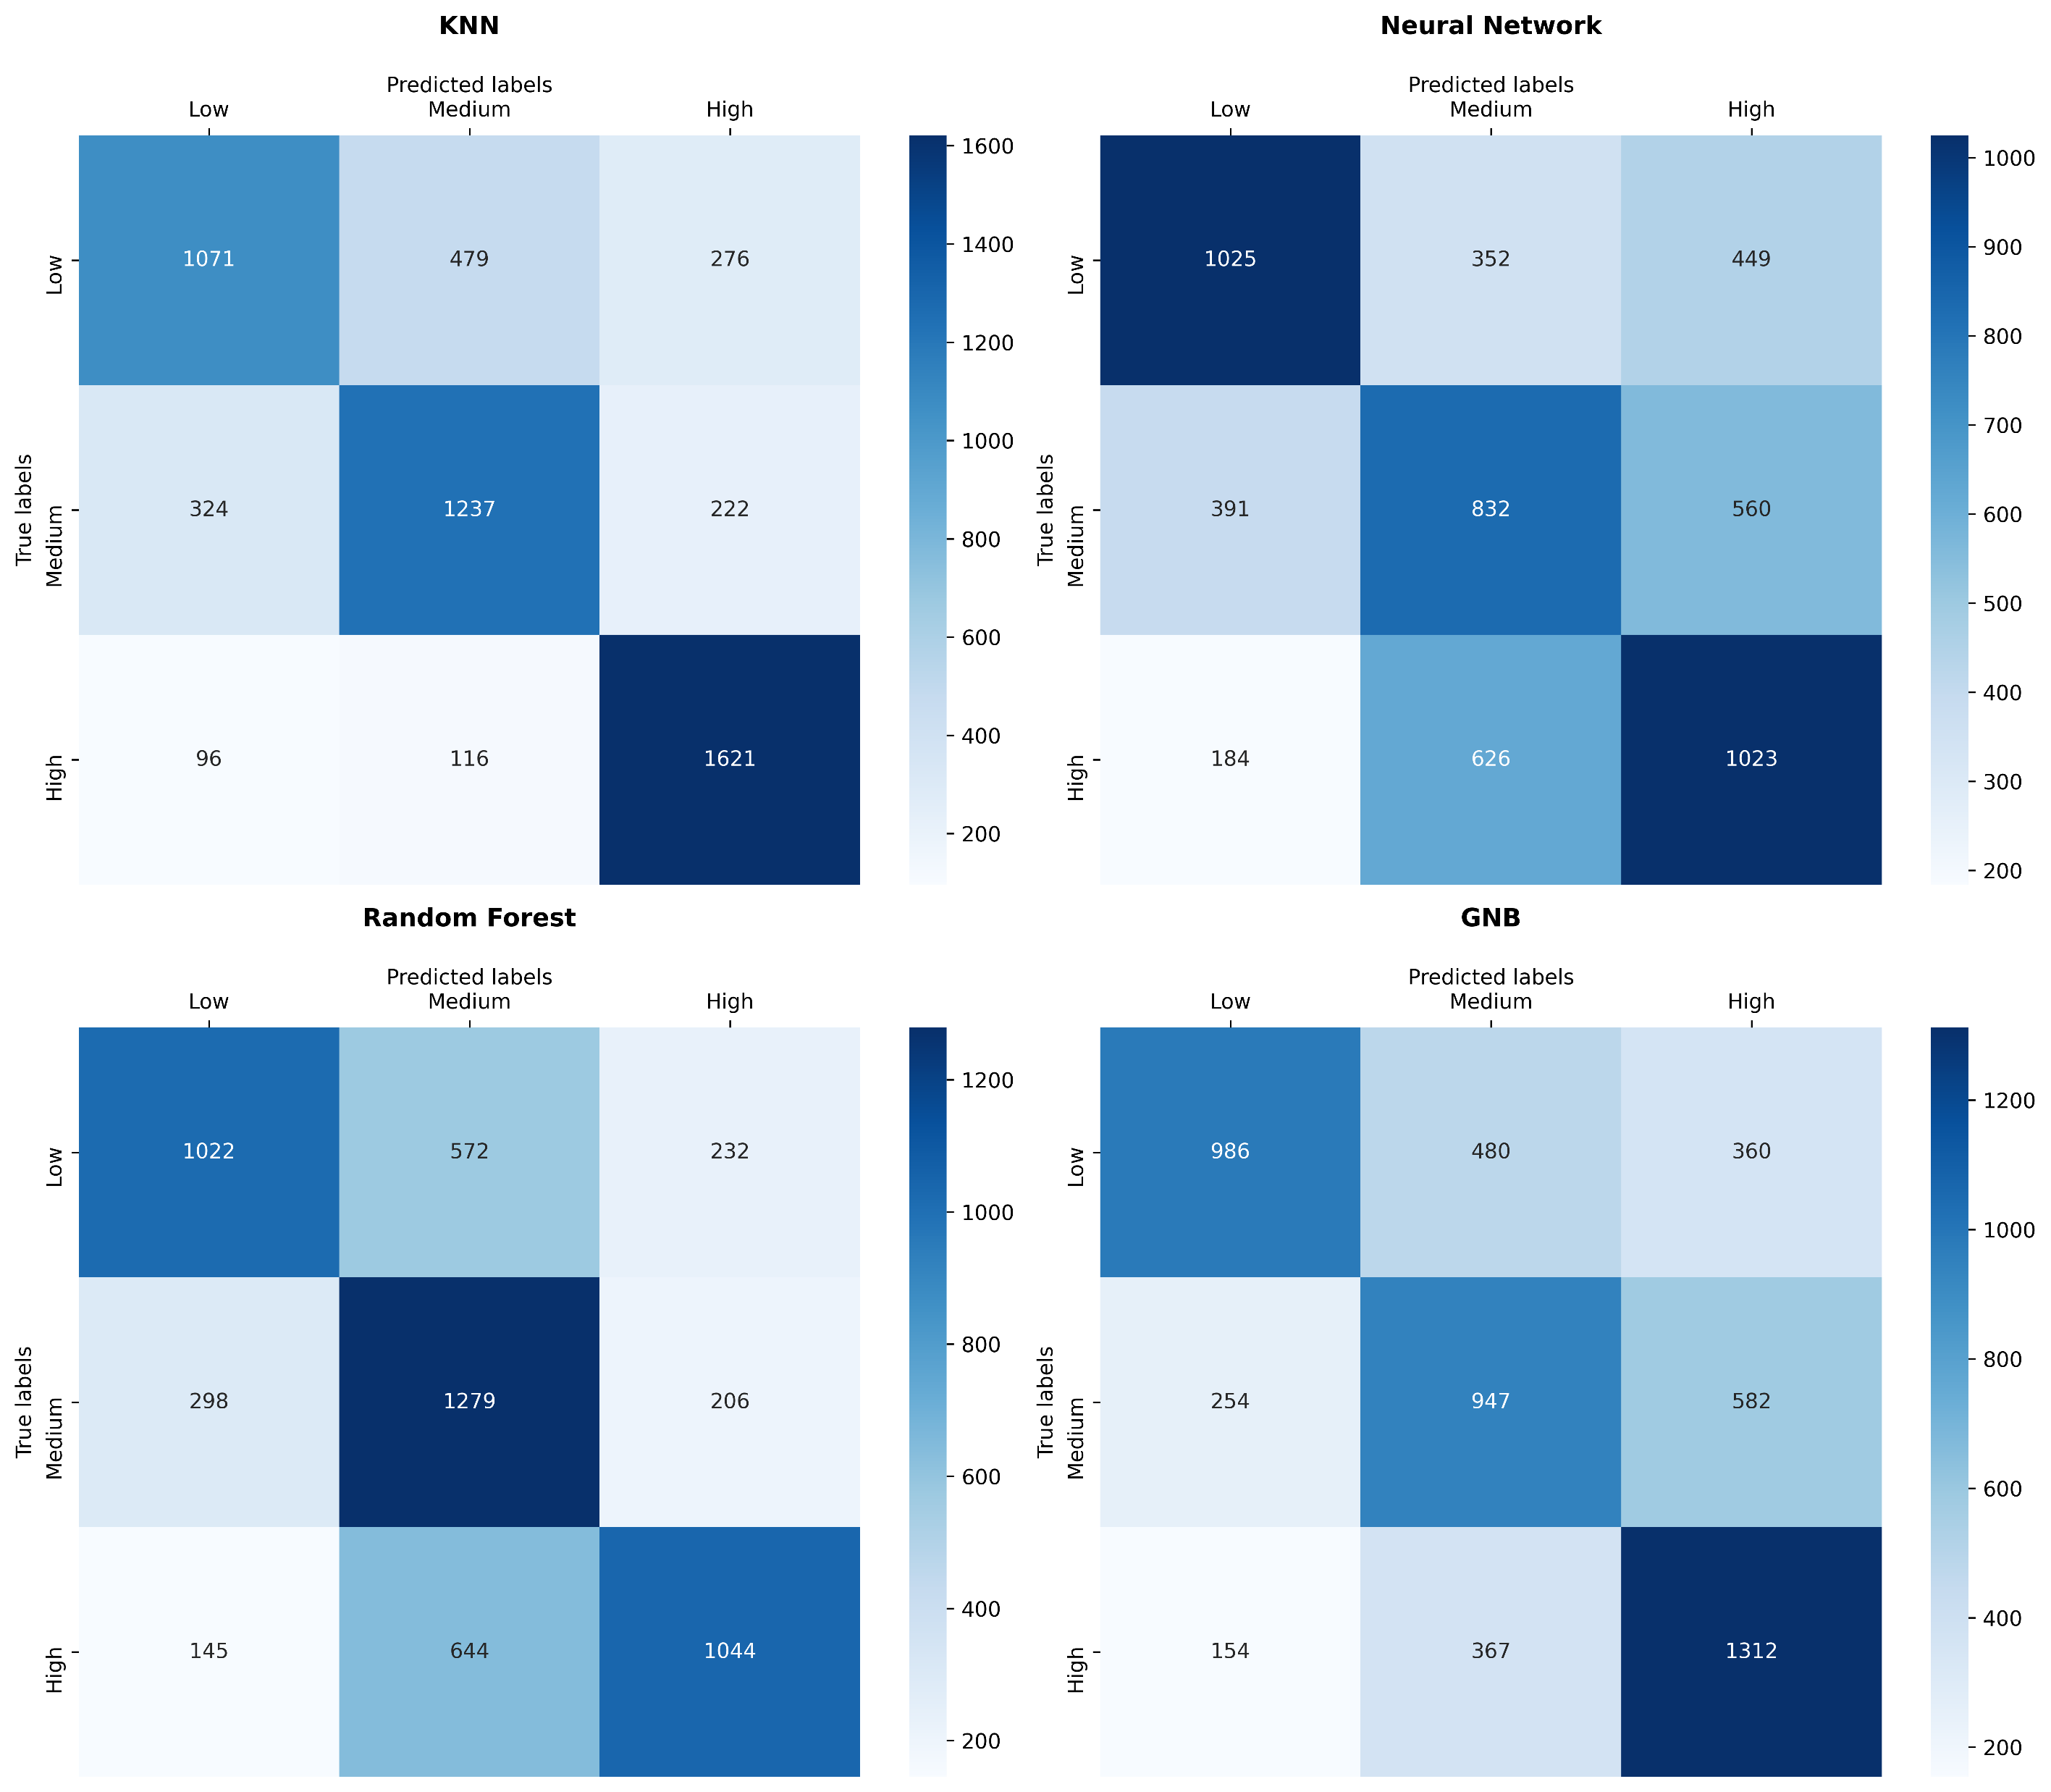 KNN
Predicted labels
Low Medium High
1600
1400
1200
1000
800
600
400
200
True labels
Low 1071 479 276
Medium 324 1237 222
High 96 116 1621
Neural Network
Predicted labels
Low Medium High
1000
900
800
700
600
500
400
300
200
True labels
Low 1025 352 449
Medium 391 832 560
High 184 626 1023
Random Forest
Predicted labels
Low Medium High
1200
1000
800
600
400
200
True labels
Low 1022 572 232
Medium 298 1279 206
High 145 644 1044
GNB
Predicted labels
Low Medium High
1200
1000
800
600
400
200
True labels
Low 986 480 360
Medium 254 947 582
High 154 367 1312